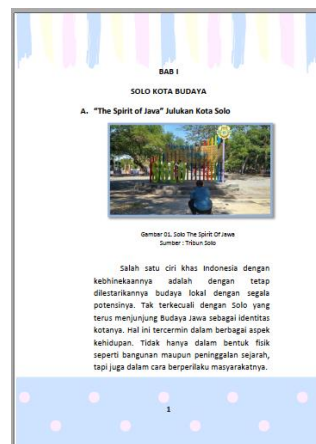 BAB I
SOLO KOTA BUDAYA
A. "The Spirit of Java" Julukan Kota Solo
Gambar 01. Solo The Spirit Of Jawa
Sumber : Tribun Solo
Salah satu ciri khas Indonesia dengan
kebhinekaannya adalah dengan tetap
dilestarikannya budaya lokal dengan segala
potensinya. Tak terkecuali dengan Solo yang
terus menjunjung Budaya Jawa sebagai identitas
kotanya. Hal ini tercermin dalam berbagai aspek
kehidupan. Tidak hanya dalam bentuk fisik
seperti bangunan maupun peninggalan sejarah,
tapi juga dalam cara berperilaku masyarakatnya.
1